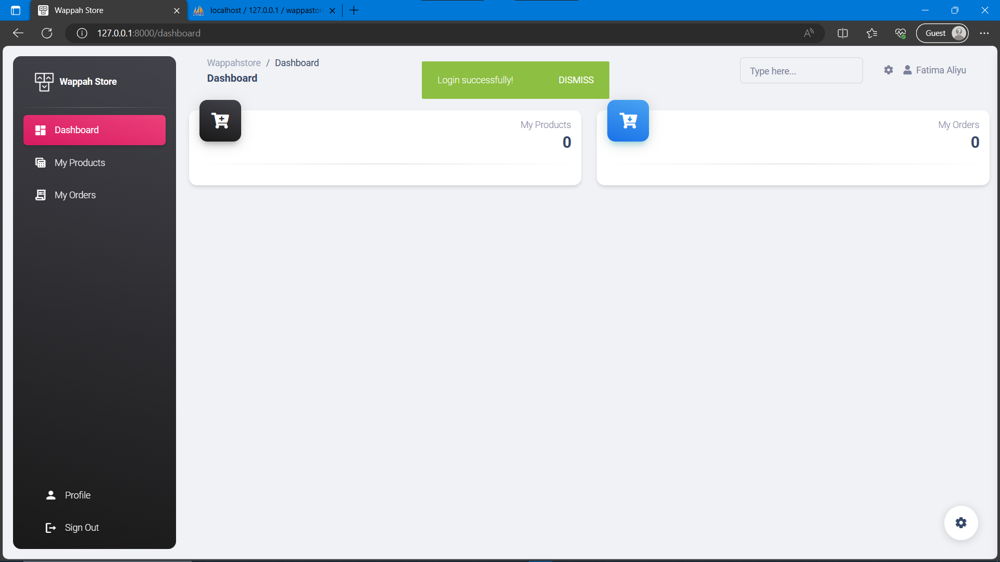 Wappah Store
localhost / 127.0.0.1 / wappastor
127.0.0.1:8000/dashboard
Guest
Wappah Store
Dashboard
My Products
My Orders
Profile
Sign Out
Wappahstore / Dashboard
Dashboard
Login successfully!
DISMISS
Type here...
Fatima Aliyu
My Products
0
My Orders
0